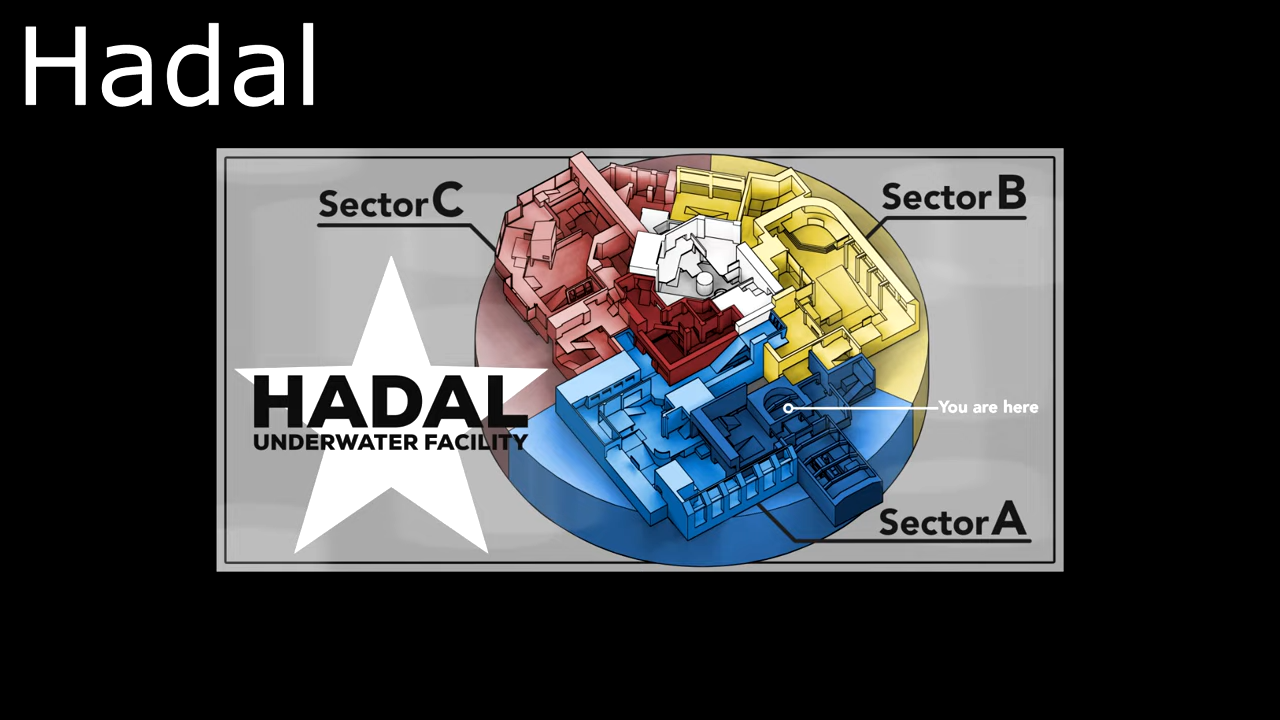 Hadal
Sector C
Sector B
HADAL
UNDERWATER FACILITY
You are here
Sector A